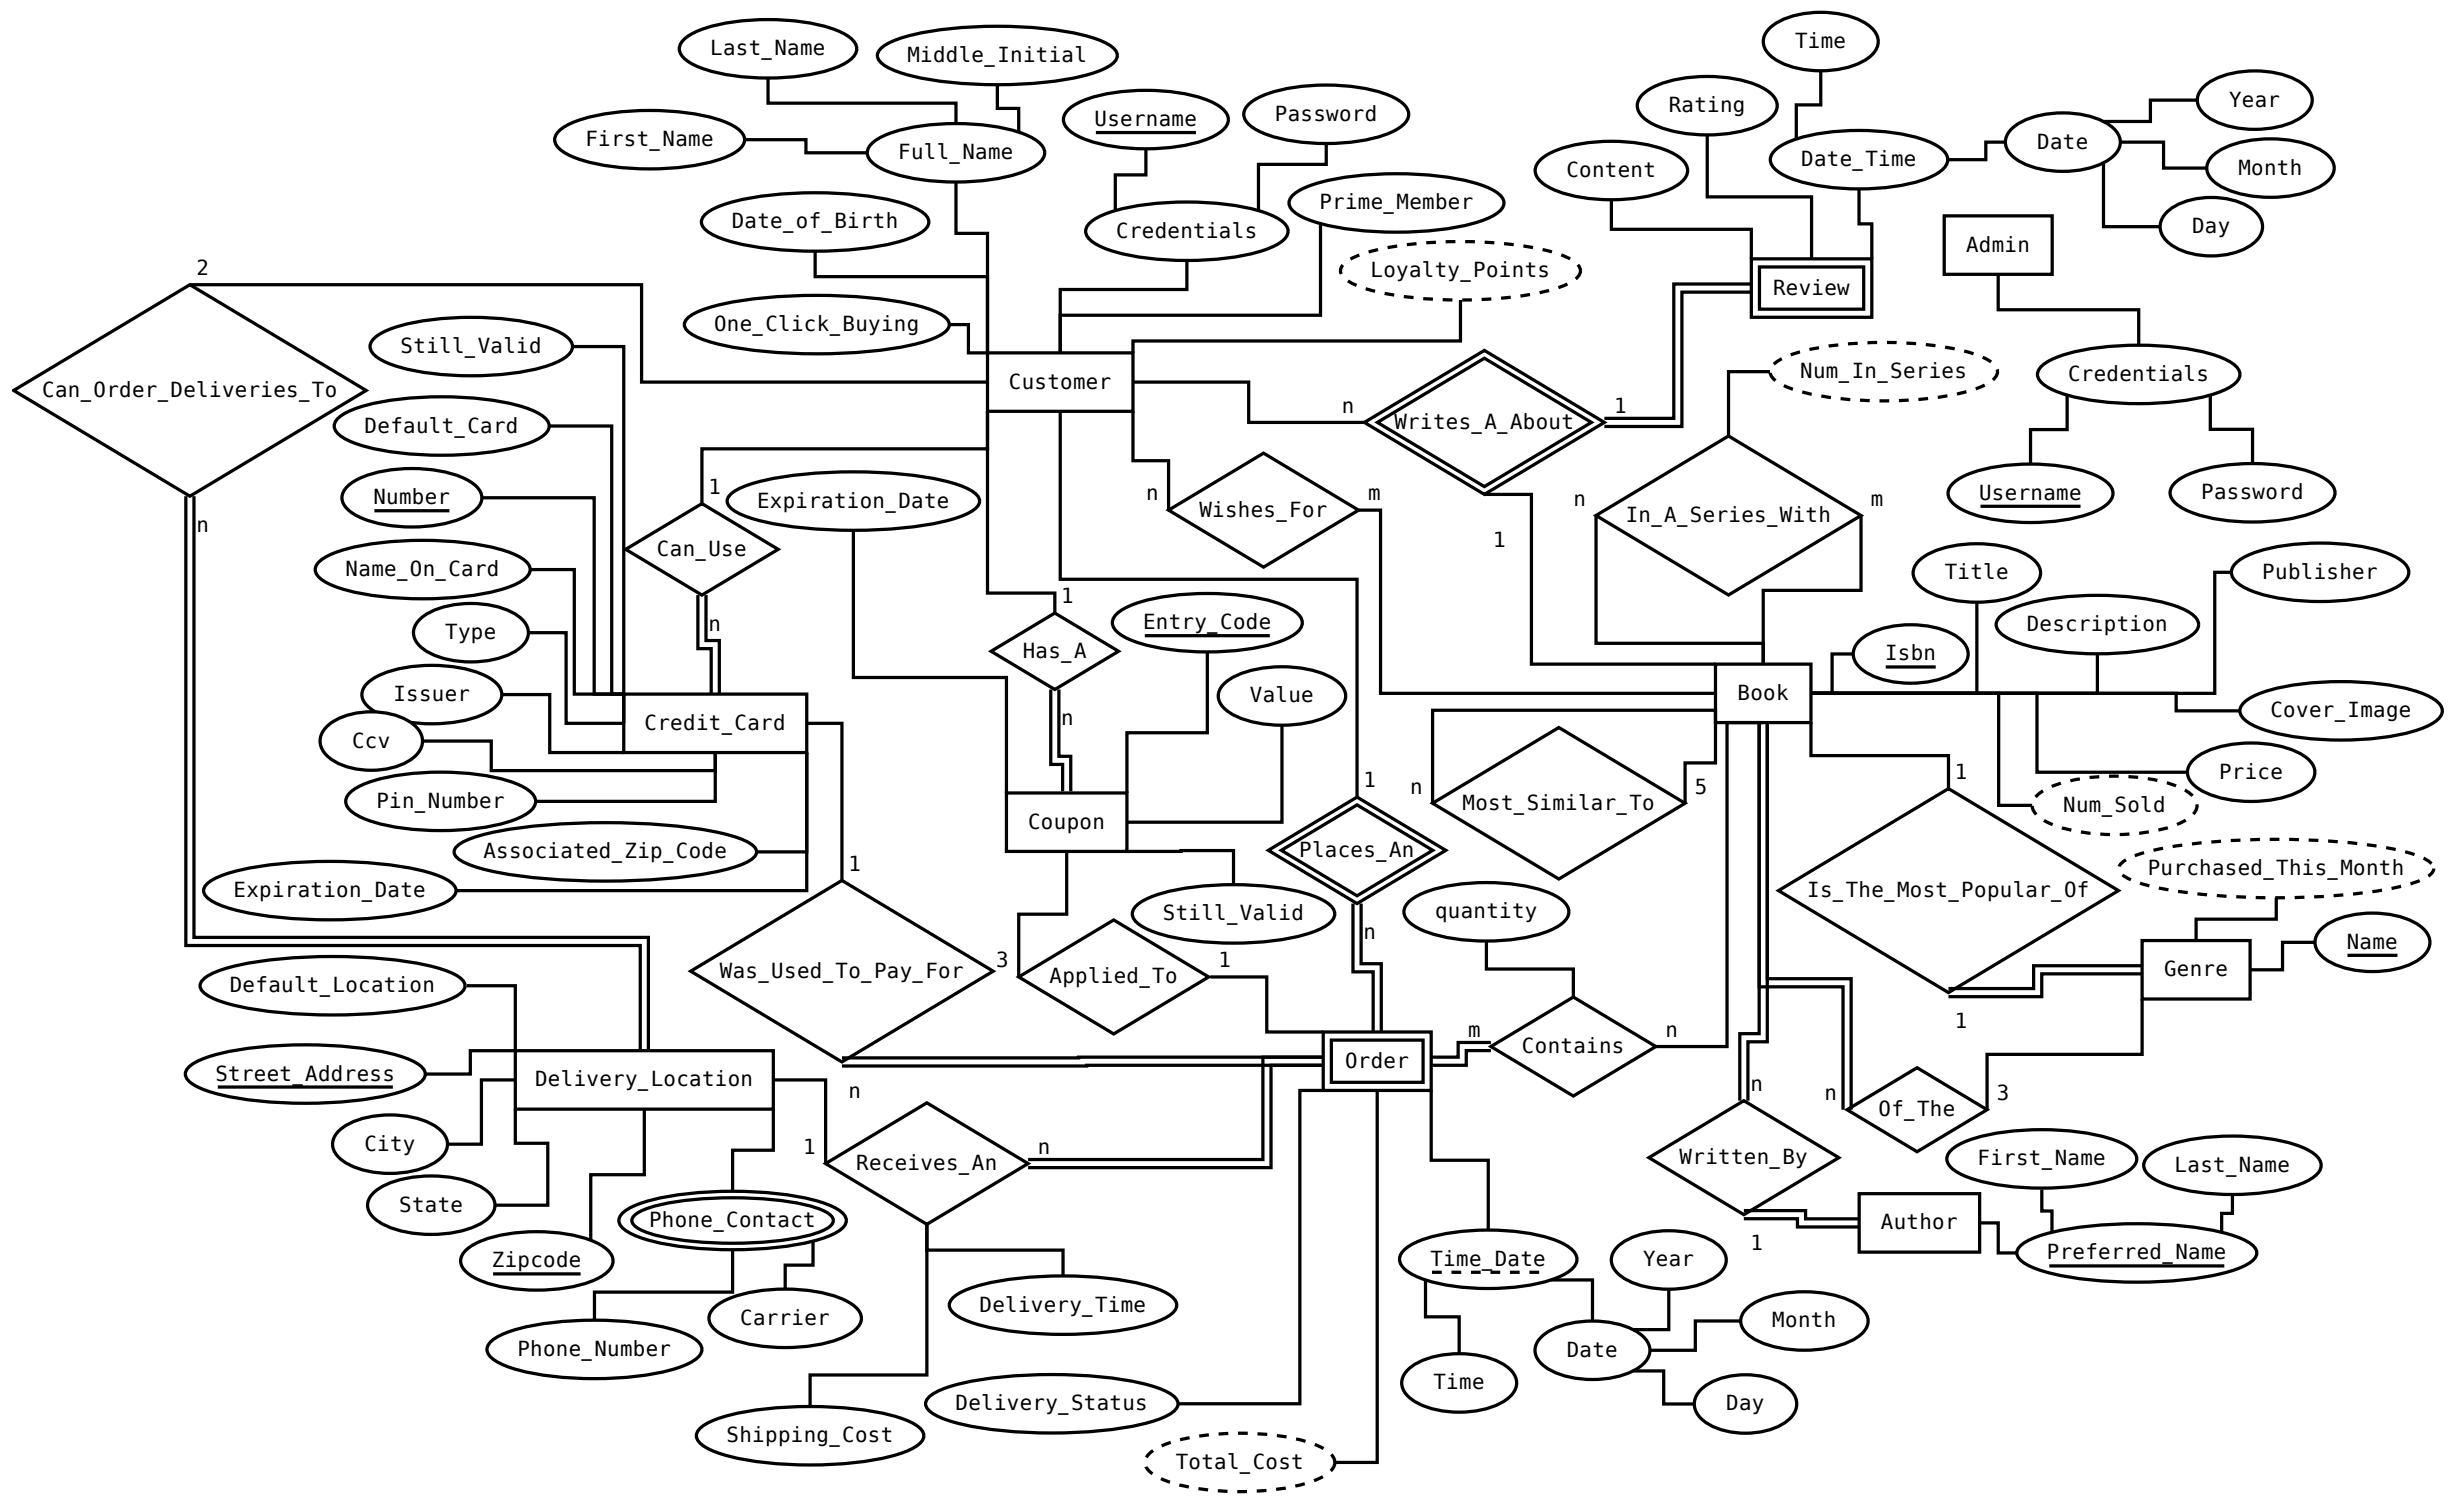 Last_Name
Middle_Initial
Time
First_Name
Full_Name
Username
Password
Rating
Date_Time
Date
Year
Month
Day
Content
Date_of_Birth
Credentials
Prime_Member
Loyalty_Points
Review
Admin
2
One_Click_Buying
Still_Valid
Can_Order_Deliveries_To
Customer
n
Writes_A_About
1
Num_In_Series
Credentials
Default_Card
Number
1
Expiration_Date
n
Wishes_For
m
n
In_A_Series_With
m
Username
Password
n
Can_Use
1
Name_On_Card
Title
Publisher
1
Type
n
Has_A
Entry_Code
Description
Isbn
Issuer
n
Value
Book
Cover_Image
Ccv
Credit_Card
Pin_Number
1
n
Most_Similar_To
5
1
Price
Num_Sold
Coupon
Associated_Zip_Code
1
Places_An
Purchased_This_Month
Expiration_Date
Is_The_Most_Popular_Of
Still_Valid
quantity
n
Name
Default_Location
Was_Used_To_Pay_For
3
Applied_To
1
Genre
1
m
Contains
n
Order
Street_Address
Delivery_Location
n
n
n
3
Of_The
City
1
Receives_An
n
Written_By
First_Name
Last_Name
State
Phone_Contact
Author
1
Preferred_Name
Zipcode
Time_Date
Year
Delivery_Time
Carrier
Month
Phone_Number
Date
Time
Delivery_Status
Day
Shipping_Cost
Total_Cost